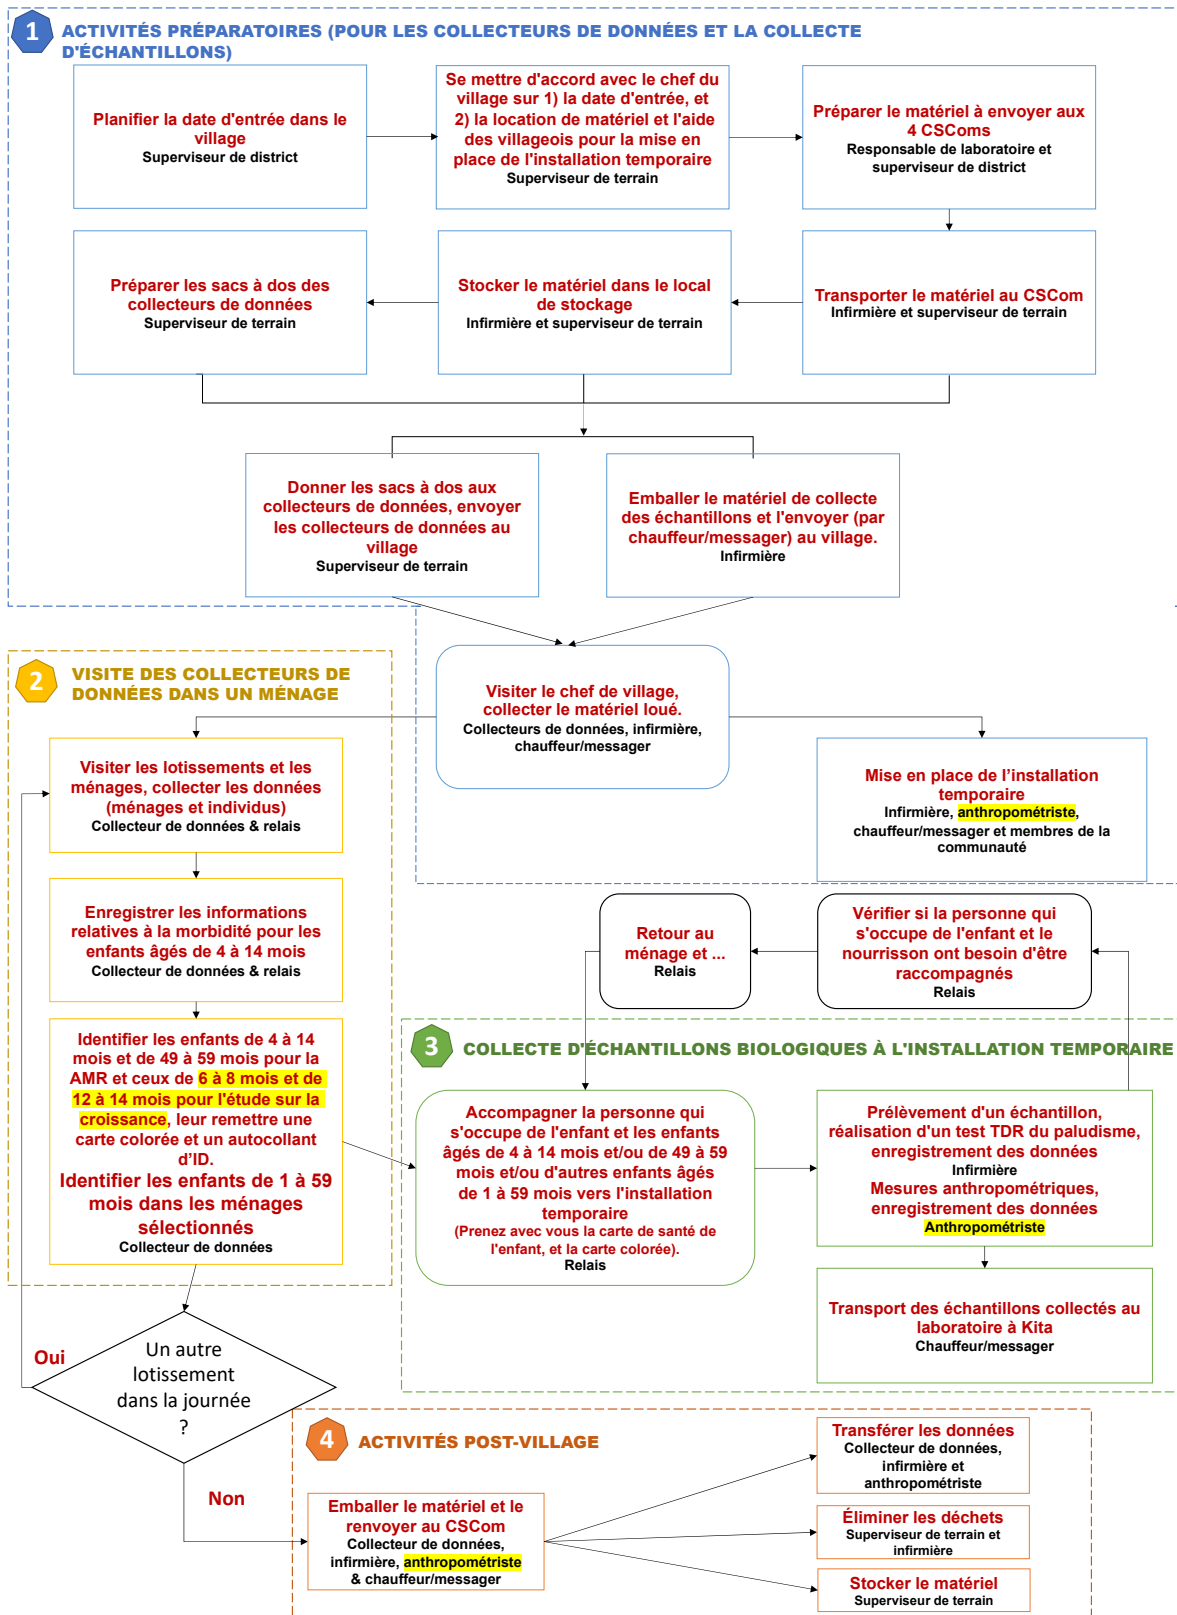 1
ACTIVITÉS PRÉPARATOIRES (POUR LES COLLECTEURS DE DONNÉES ET LA COLLECTE
D'ÉCHANTILLONS)
Planifier la date d'entrée dans le
village
Superviseur de district
Se mettre d'accord avec le chef du
village sur 1) la date d'entrée, et
2) la location de matériel et l'aide
des villageois pour la mise en
place de l'installation temporaire
Superviseur de terrain
Préparer le matériel à envoyer aux
4 CSComs
Responsable de laboratoire et
superviseur de district
Préparer les sacs à dos des
collecteurs de données
Superviseur de terrain
Stocker le matériel dans le local
de stockage
Infirmière et superviseur de terrain
Transporter le matériel au CSCom
Infirmière et superviseur de terrain
Donner les sacs à dos aux
collecteurs de données, envoyer
les collecteurs de données au
village
Superviseur de terrain
Emballer le matériel de collecte
des échantillons et l'envoyer (par
chauffeur/messager) au village.
Infirmière
Visiter le chef de village,
collecter le matériel loué.
Collecteurs de données, infirmière,
chauffeur/messager
Mise en place de l’installation
temporaire
Infirmière, anthropométriste,
chauffeur/messager et membres de la
communauté
2
VISITE DES COLLECTEURS DE
DONNÉES DANS UN MÉNAGE
Visiter les lotissements et les
ménages, collecter les données
(ménages et individus)
Collecteur de données & relais
Enregistrer les informations
relatives à la morbidité pour les
enfants âgés de 4 à 14 mois
Collecteur de données & relais
Identifier les enfants de 4 à 14
mois et de 49 à 59 mois pour la
AMR et ceux de 6 à 8 mois et de
12 à 14 mois pour l'étude sur la
croissance, leur remettre une
carte colorée et un autocollant
d’ID.
Identifier les enfants de 1 à 59
mois dans les ménages
sélectionnés
Collecteur de données
Un autre
lotissement
dans la journée
?
Oui
Non
Retour au
ménage et ...
Relais
Vérifier si la personne qui
s'occupe de l'enfant et le
nourrisson ont besoin d'être
raccompagnés
Relais
3
COLLECTE D'ÉCHANTILLONS BIOLOGIQUES À L'INSTALLATION TEMPORAIRE
Accompagner la personne qui
s'occupe de l'enfant et les enfants
âgés de 4 à 14 mois et/ou de 49 à 59
mois et/ou d'autres enfants âgés
de 1 à 59 mois vers l'installation
temporaire
(Prenez avec vous la carte de santé de
l'enfant, et la carte colorée).
Relais
Prélèvement d'un échantillon,
réalisation d'un test TDR du paludisme,
enregistrement des données
Infirmière
Mesures anthropométriques,
enregistrement des données
Anthropométriste
Transport des échantillons collectés au
laboratoire à Kita
Chauffeur/messager
4
ACTIVITÉS POST-VILLAGE
Emballer le matériel et le
renvoyer au CSCom
Collecteur de données,
infirmière, anthropométriste
& chauffeur/messager
Transférer les données
Collecteur de données,
infirmière et
anthropométriste
Éliminer les déchets
Superviseur de terrain et
infirmière
Stocker le matériel
Superviseur de terrain